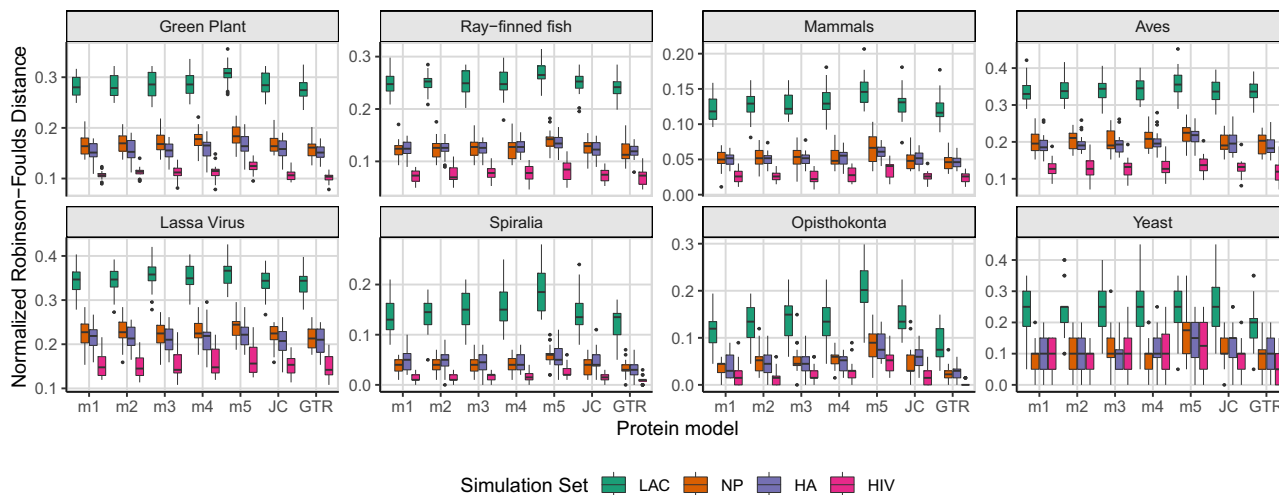 Green Plant
Ray−finned fish
Mammals
Aves
0.3
0.2
0.1
0.3
0.2
0.1
0.20
0.15
0.10
0.05
0.00
0.4
0.3
0.2
0.1
Lassa Virus
Spiralia
Opisthokonta
Yeast
0.4
0.3
0.2
0.1
0.3
0.2
0.1
0.0
0.3
0.2
0.1
0.0
0.4
0.3
0.2
0.1
0.0
m1 m2 m3 m4 m5 JC GTR
m1 m2 m3 m4 m5 JC GTR
m1 m2 m3 m4 m5 JC GTR
m1 m2 m3 m4 m5 JC GTR
Normalized Robinson−Foulds Distance
Protein model
Simulation Set LAC NP HA HIV